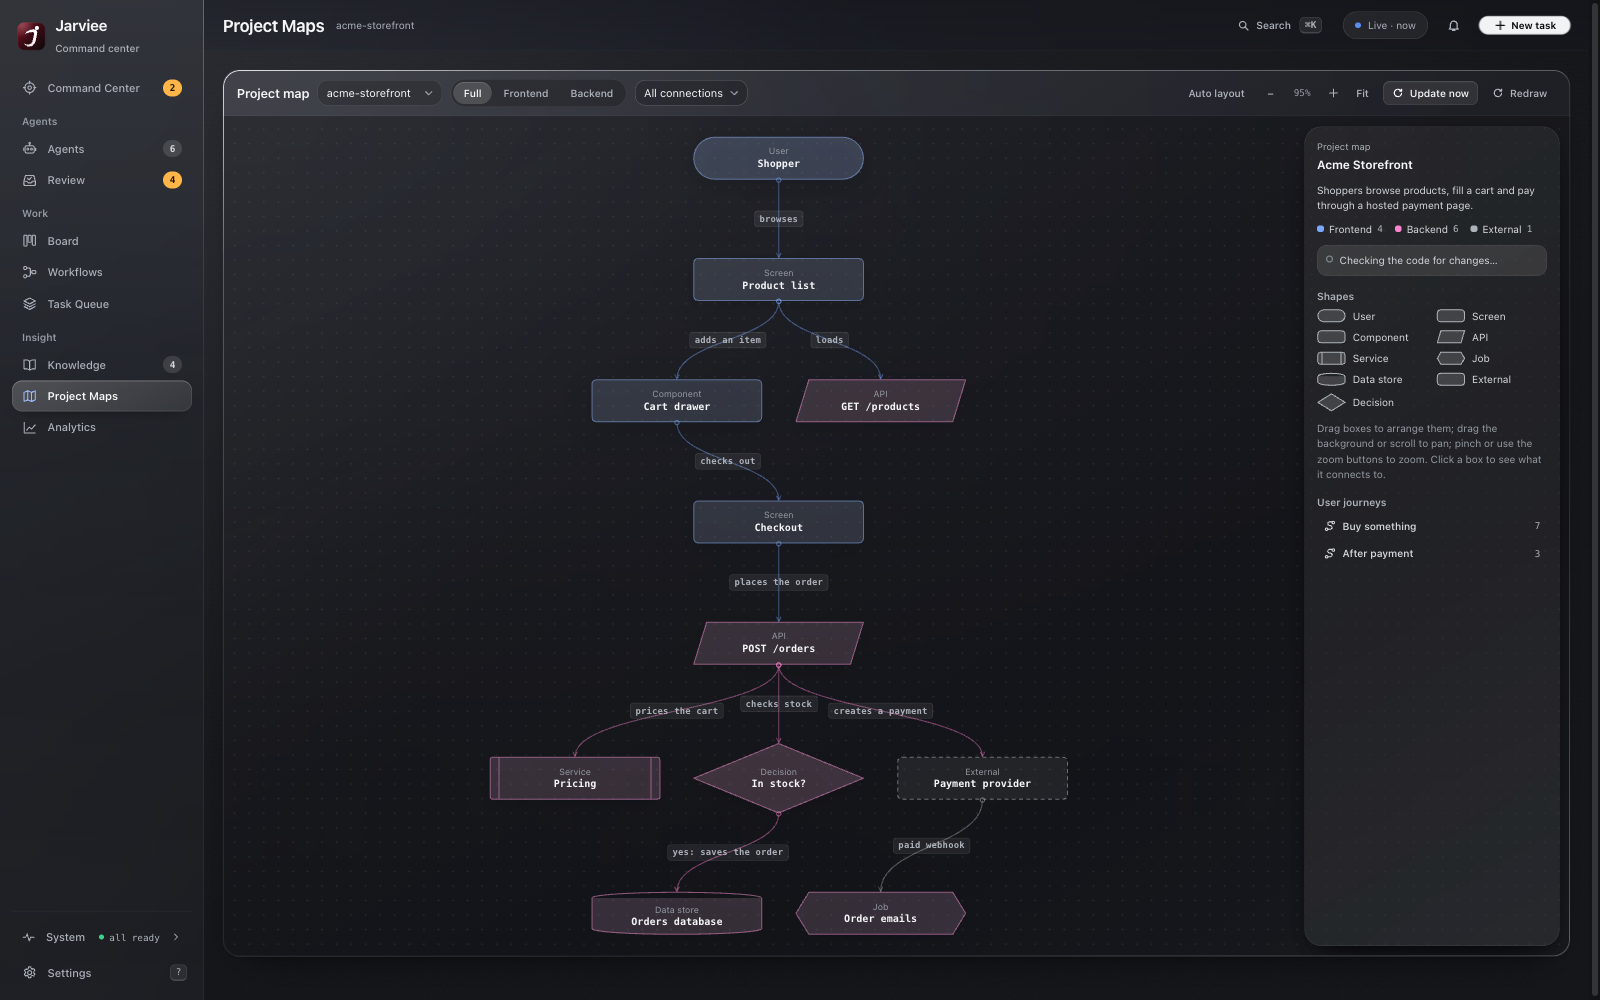 Jarviee
Command center
Command Center 2
Agents
Agents 6
Review 4
Work
Board
Workflows
Task Queue
Insight
Knowledge 4
Project Maps
Analytics
System all ready
Settings ?
Project Maps acme-storefront
Search ⌘K
Live · now
+ New task
Project map acme-storefront Full Frontend Backend All connections
Auto layout − 95% + Fit Update now Redraw
User
Shopper
browses
Screen
Product list
adds an item
loads
Component
Cart drawer
API
GET /products
checks out
Screen
Checkout
places the order
API
POST /orders
prices the cart
checks stock
creates a payment
Service
Pricing
Decision
In stock?
External
Payment provider
yes: saves the order
paid webhook
Data store
Orders database
Job
Order emails
Project map
Acme Storefront
Shoppers browse products, fill a cart and pay
through a hosted payment page.
Frontend 4 Backend 6 External 1
Checking the code for changes...
Shapes
User Screen
Component API
Service Job
Data store External
Decision
Drag boxes to arrange them; drag the
background or scroll to pan; pinch or use the
zoom buttons to zoom. Click a box to see what
it connects to.
User journeys
Buy something 7
After payment 3